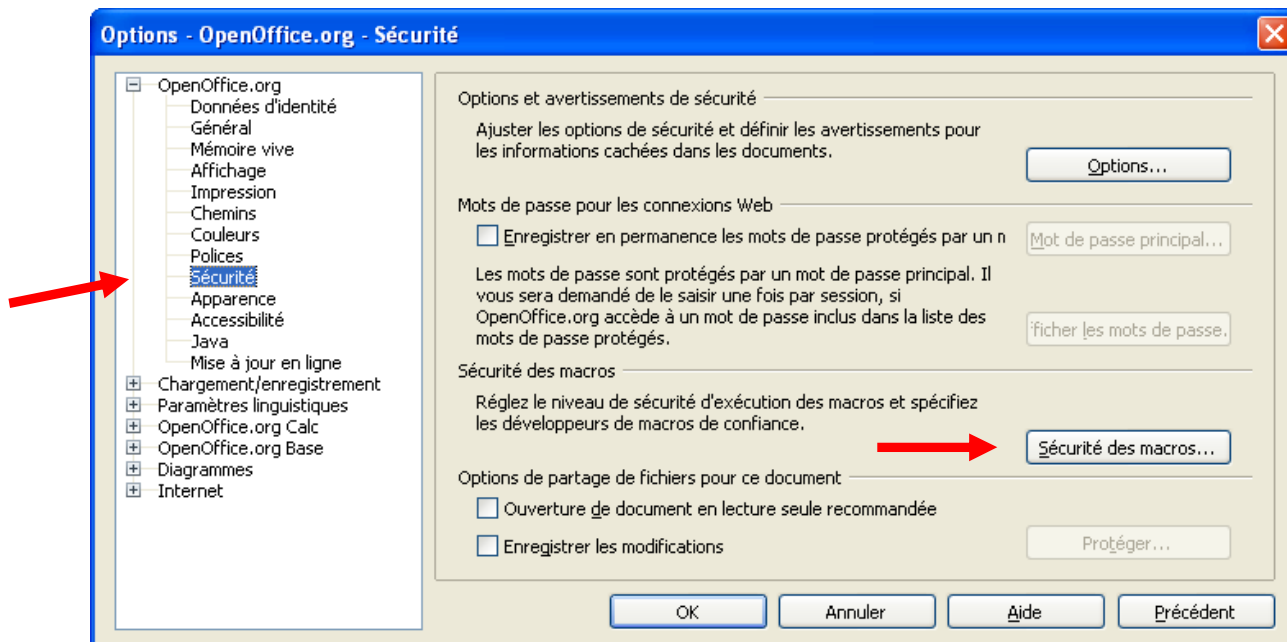 Options - OpenOffice.org - Sécurité
OpenOffice.org
Données d'identité
Général
Mémoire vive
Affichage
Impression
Chemins
Couleurs
Polices
Sécurité
Apparence
Accessibilité
Java
Mise à jour en ligne
Chargement/enregistrement
Paramètres linguistiques
OpenOffice.org Calc
OpenOffice.org Base
Diagrammes
Internet
Options et avertissements de sécurité
Ajuster les options de sécurité et définir les avertissements pour
les informations cachées dans les documents.
Options...
Mots de passe pour les connexions Web
Enregistrer en permanence les mots de passe protégés par un n
Mot de passe principal...
Les mots de passe sont protégés par un mot de passe principal. Il
vous sera demandé de le saisir une fois par session, si
OpenOffice.org accède à un mot de passe inclus dans la liste des
mots de passe protégés.
ficher les mots de passe.
Sécurité des macros
Réglez le niveau de sécurité d'exécution des macros et spécifiez
les développeurs de macros de confiance.
Sécurité des macros...
Options de partage de fichiers pour ce document
Ouverture de document en lecture seule recommandée
Enregistrer les modifications
Protéger...
OK
Annuler
Aide
Précédent